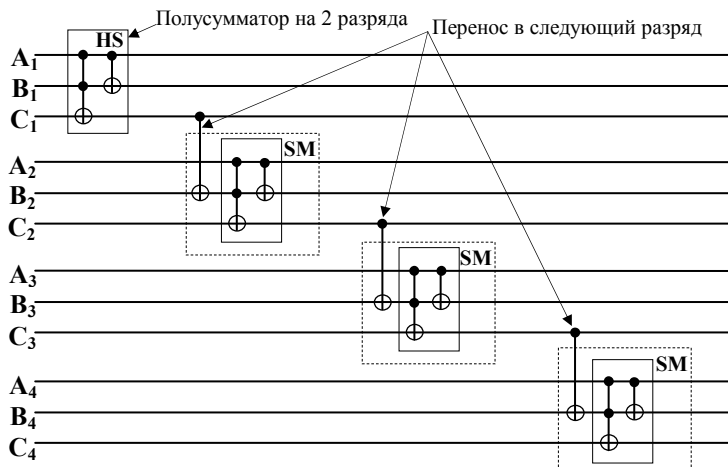 Полусумматор на 2 разряда
Перенос в следующий разряд
HS
A1
B1
C1
SM
A2
B2
C2
SM
A3
B3
C3
SM
A4
B4
C4